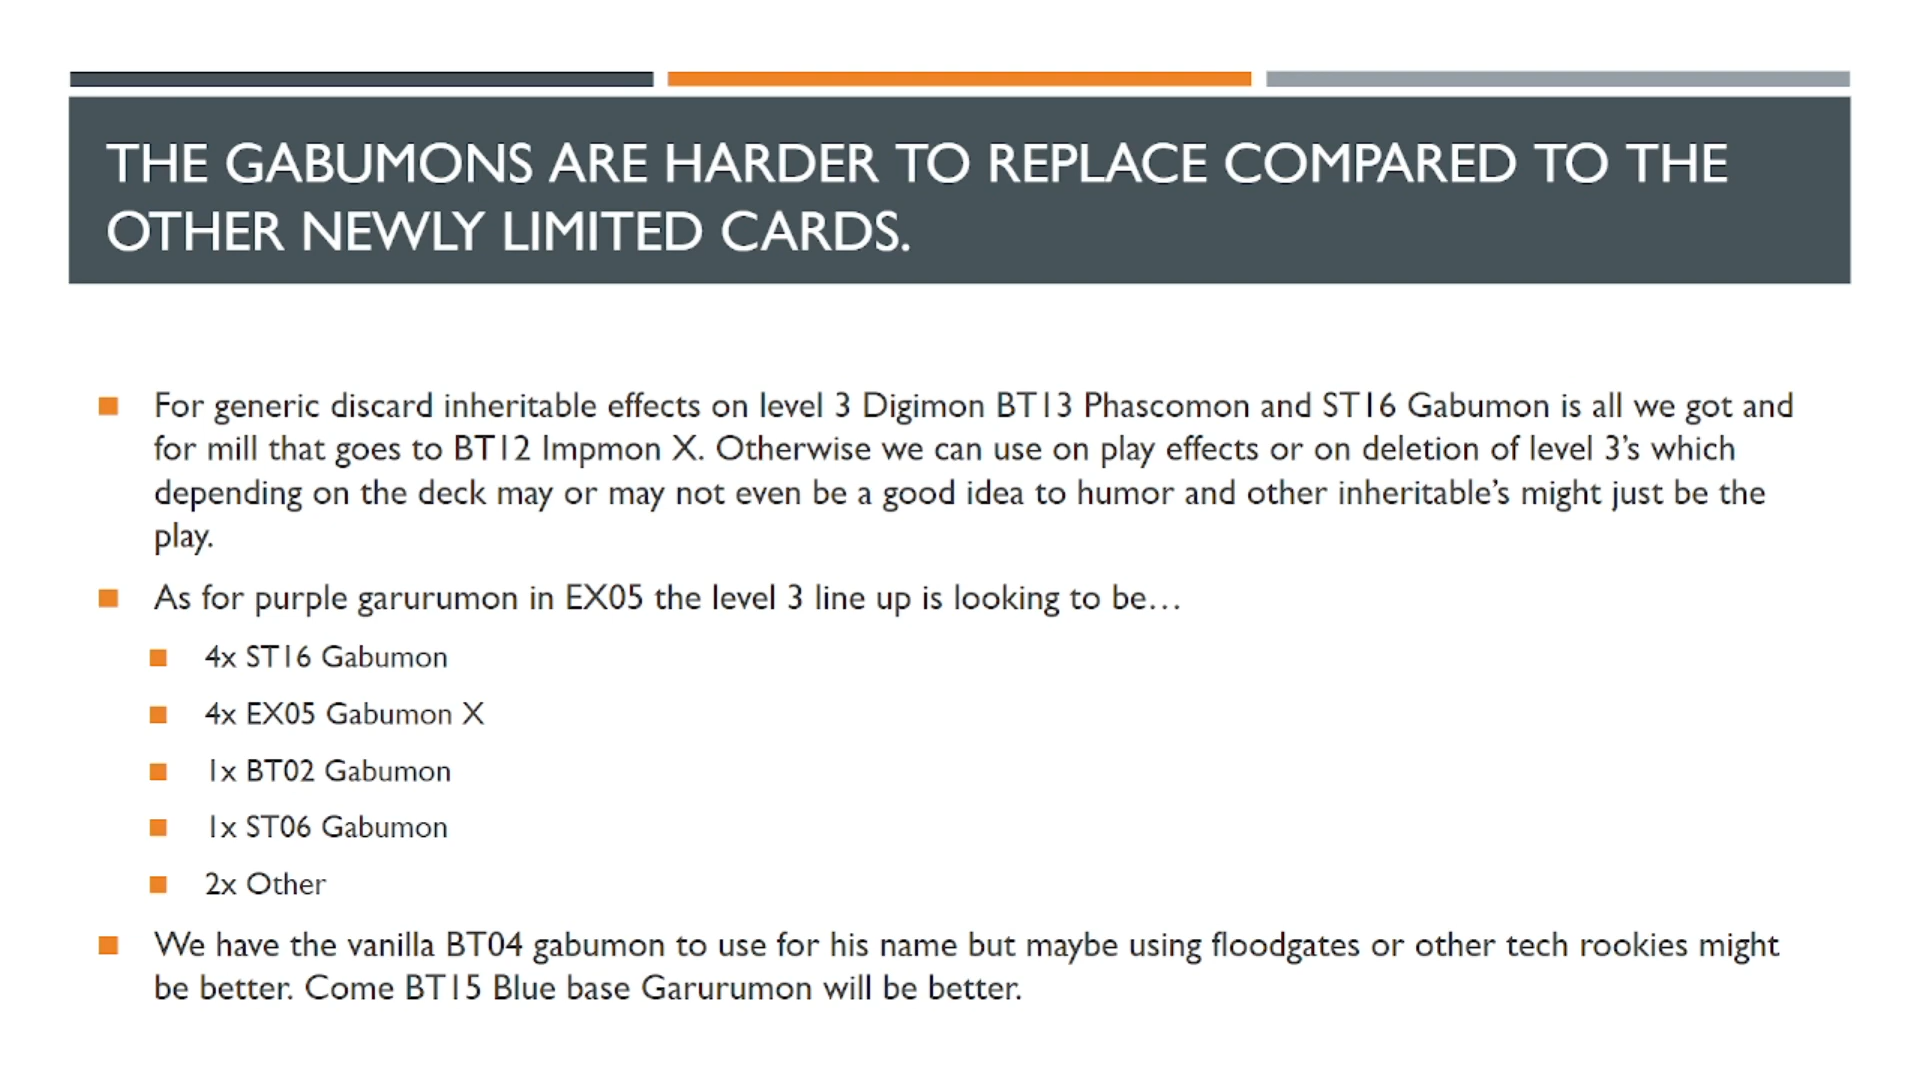 THE GABUMONS ARE HARDER TO REPLACE COMPARED TO THE
OTHER NEWLY LIMITED CARDS.
For generic discard inheritable effects on level 3 Digimon BT13 Phascomon and ST16 Gabumon is all we got and
for mill that goes to BT12 Impmon X. Otherwise we can use on play effects or on deletion of level 3’s which
depending on the deck may or may not even be a good idea to humor and other inheritable’s might just be the
play.
As for purple garurumon in EX05 the level 3 line up is looking to be…
4x ST16 Gabumon
4x EX05 Gabumon X
1x BT02 Gabumon
1x ST06 Gabumon
2x Other
We have the vanilla BT04 gabumon to use for his name but maybe using floodgates or other tech rookies might
be better. Come BT15 Blue base Garurumon will be better.